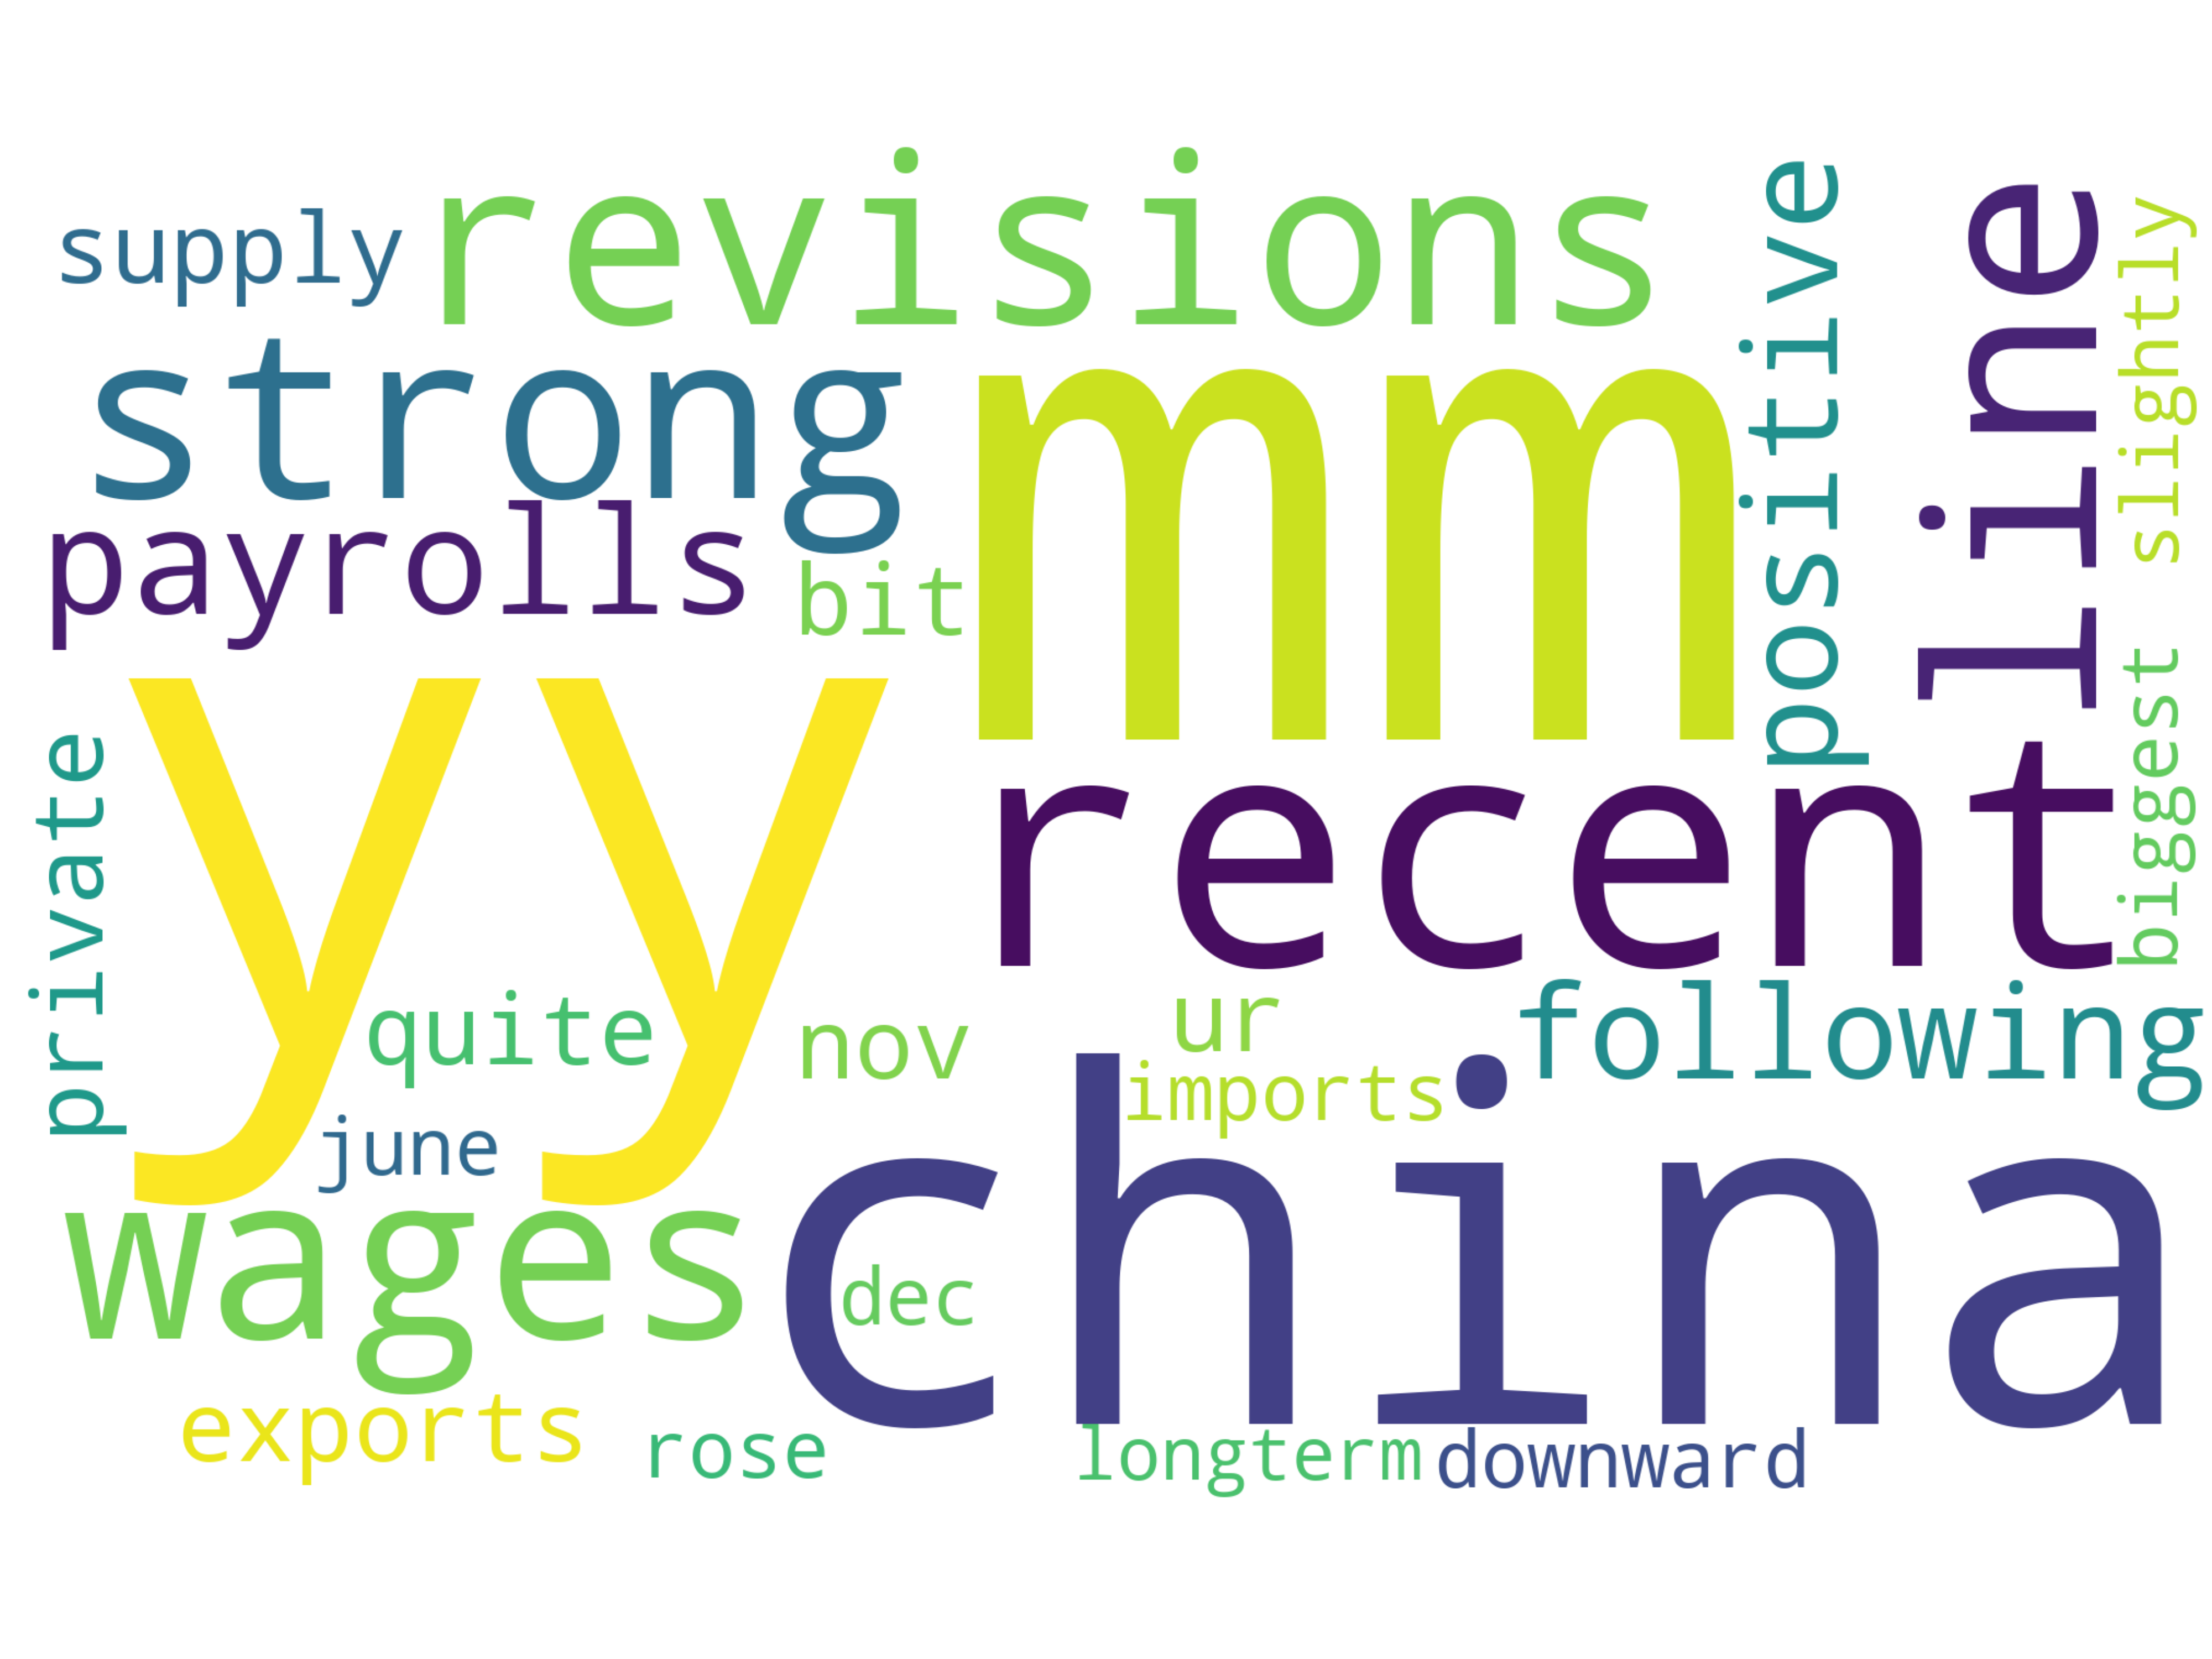 supply
revisions
strong
payrolls
bit
mm
positive
line
slightly
biggest
private
yy
recent
quite
nov
ur
following
imports
june
china
wages
dec
exports
rose
longterm
downward